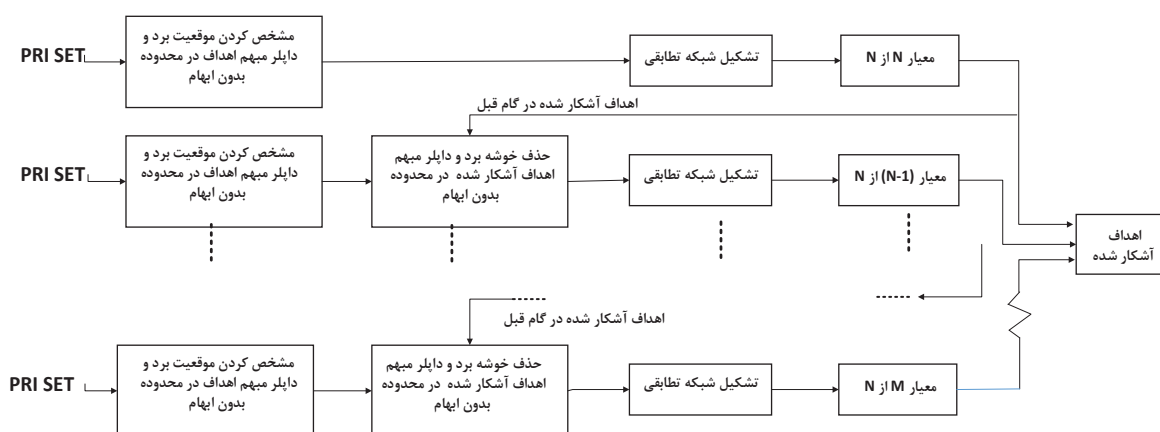 PRI SET
مشخص کردن موقعیت برد و
داپلر مبهم اهداف در محدوده
بدون ابهام
تشکیل شبکه تطابقی
معیار N از N
اهداف آشکار شده در گام قبل
PRI SET
مشخص کردن موقعیت برد و
داپلر مبهم اهداف در محدوده
بدون ابهام
حذف خوشه برد و داپلر مبهم
اهداف آشکار شده در محدوده
بدون ابهام
تشکیل شبکه تطابقی
معیار (N-1) از N
اهداف
آشکار شده
اهداف آشکار شده در گام قبل
PRI SET
مشخص کردن موقعیت برد و
داپلر مبهم اهداف در محدوده
بدون ابهام
حذف خوشه برد و داپلر مبهم
اهداف آشکار شده در محدوده
بدون ابهام
تشکیل شبکه تطابقی
معیار M از N